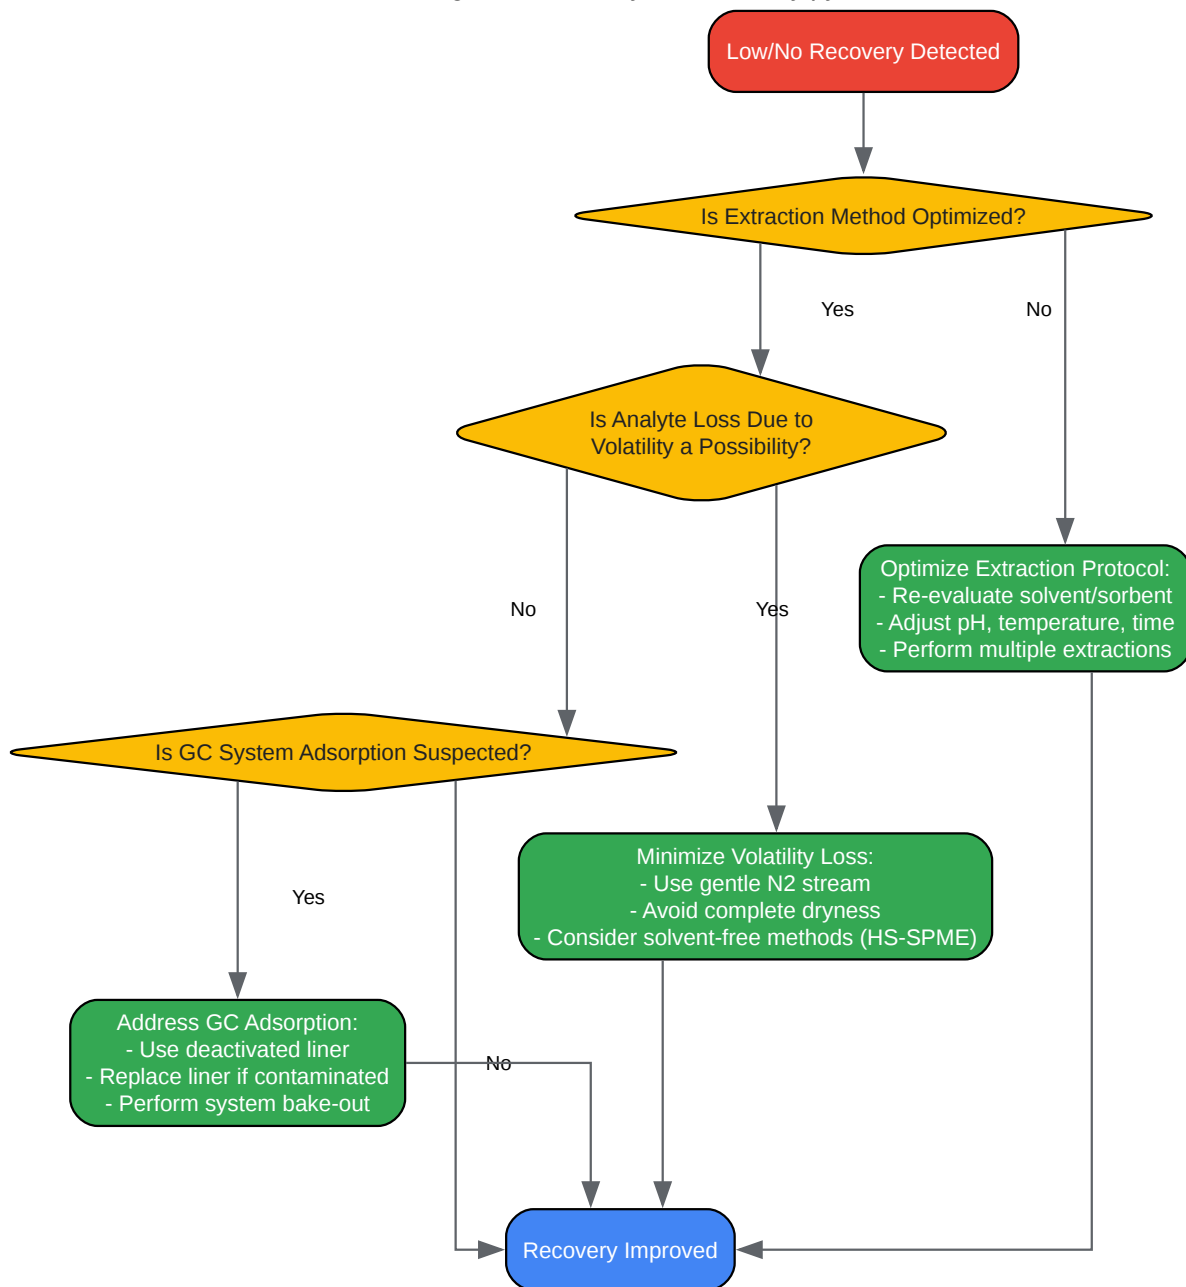 Low/No Recovery Detected
Is Extraction Method Optimized?
Yes
No
Is Analyte Loss Due to
Volatility a Possibility?
No
Yes
Optimize Extraction Protocol:
- Re-evaluate solvent/sorbent
- Adjust pH, temperature, time
- Perform multiple extractions
Is GC System Adsorption Suspected?
Minimize Volatility Loss:
- Use gentle N2 stream
- Avoid complete dryness
- Consider solvent-free methods (HS-SPME)
Yes
Address GC Adsorption:
- Use deactivated liner
- Replace liner if contaminated
- Perform system bake-out
No
Recovery Improved